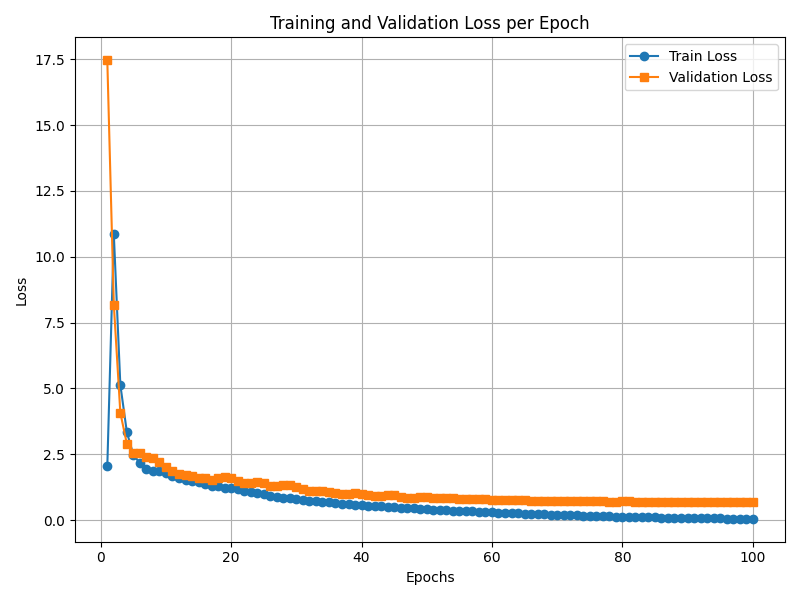 Training and Validation Loss per Epoch
Train Loss
Validation Loss
17.5
15.0
12.5
10.0
7.5
5.0
2.5
0.0
Loss
0 20 40 60 80 100
Epochs